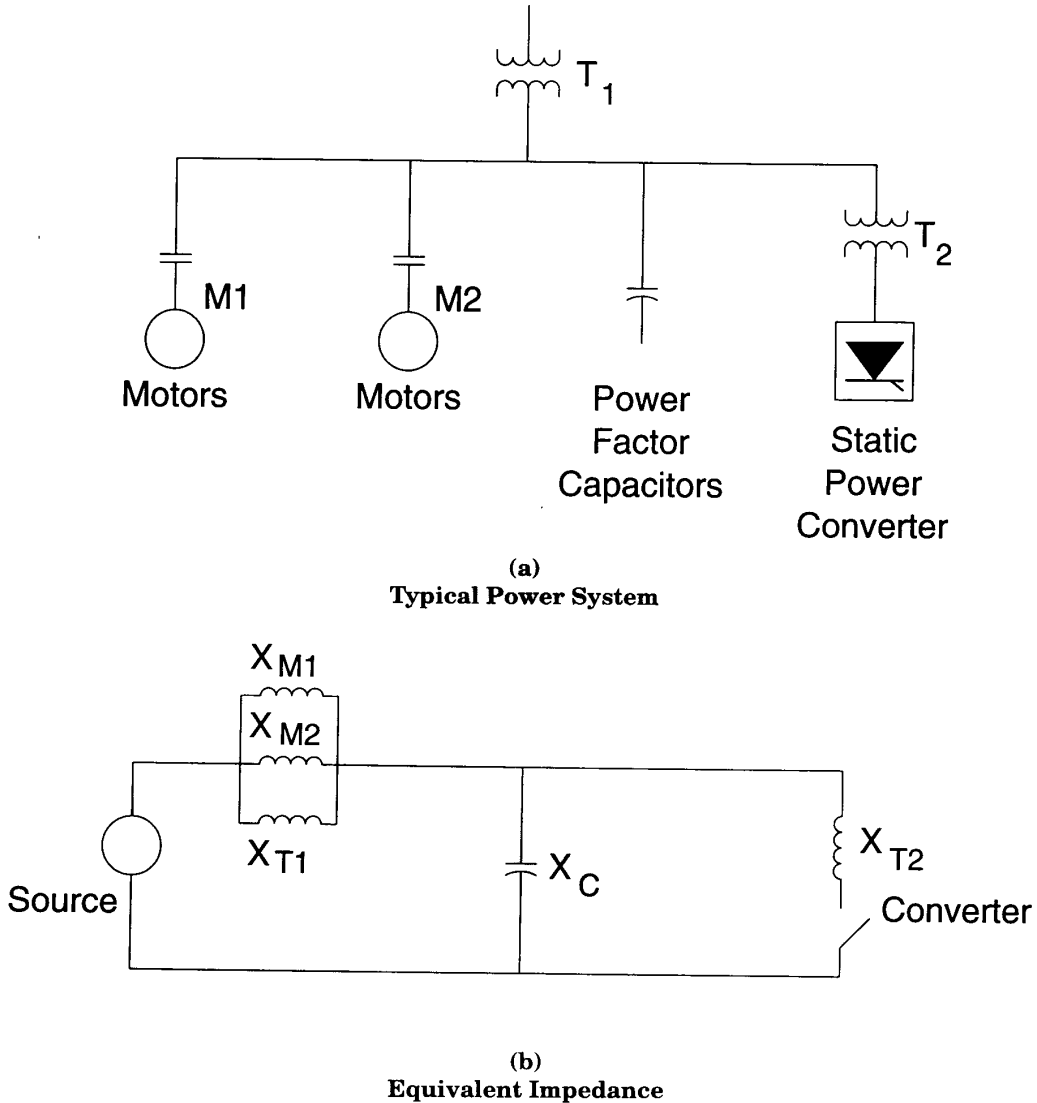 T1
T2
M1
M2
Motors
Motors
Power
Factor
Capacitors
Static
Power
Converter
(a)
Typical Power System
XM1
XM2
XT1
XC
XT2
Source
Converter
(b)
Equivalent Impedance